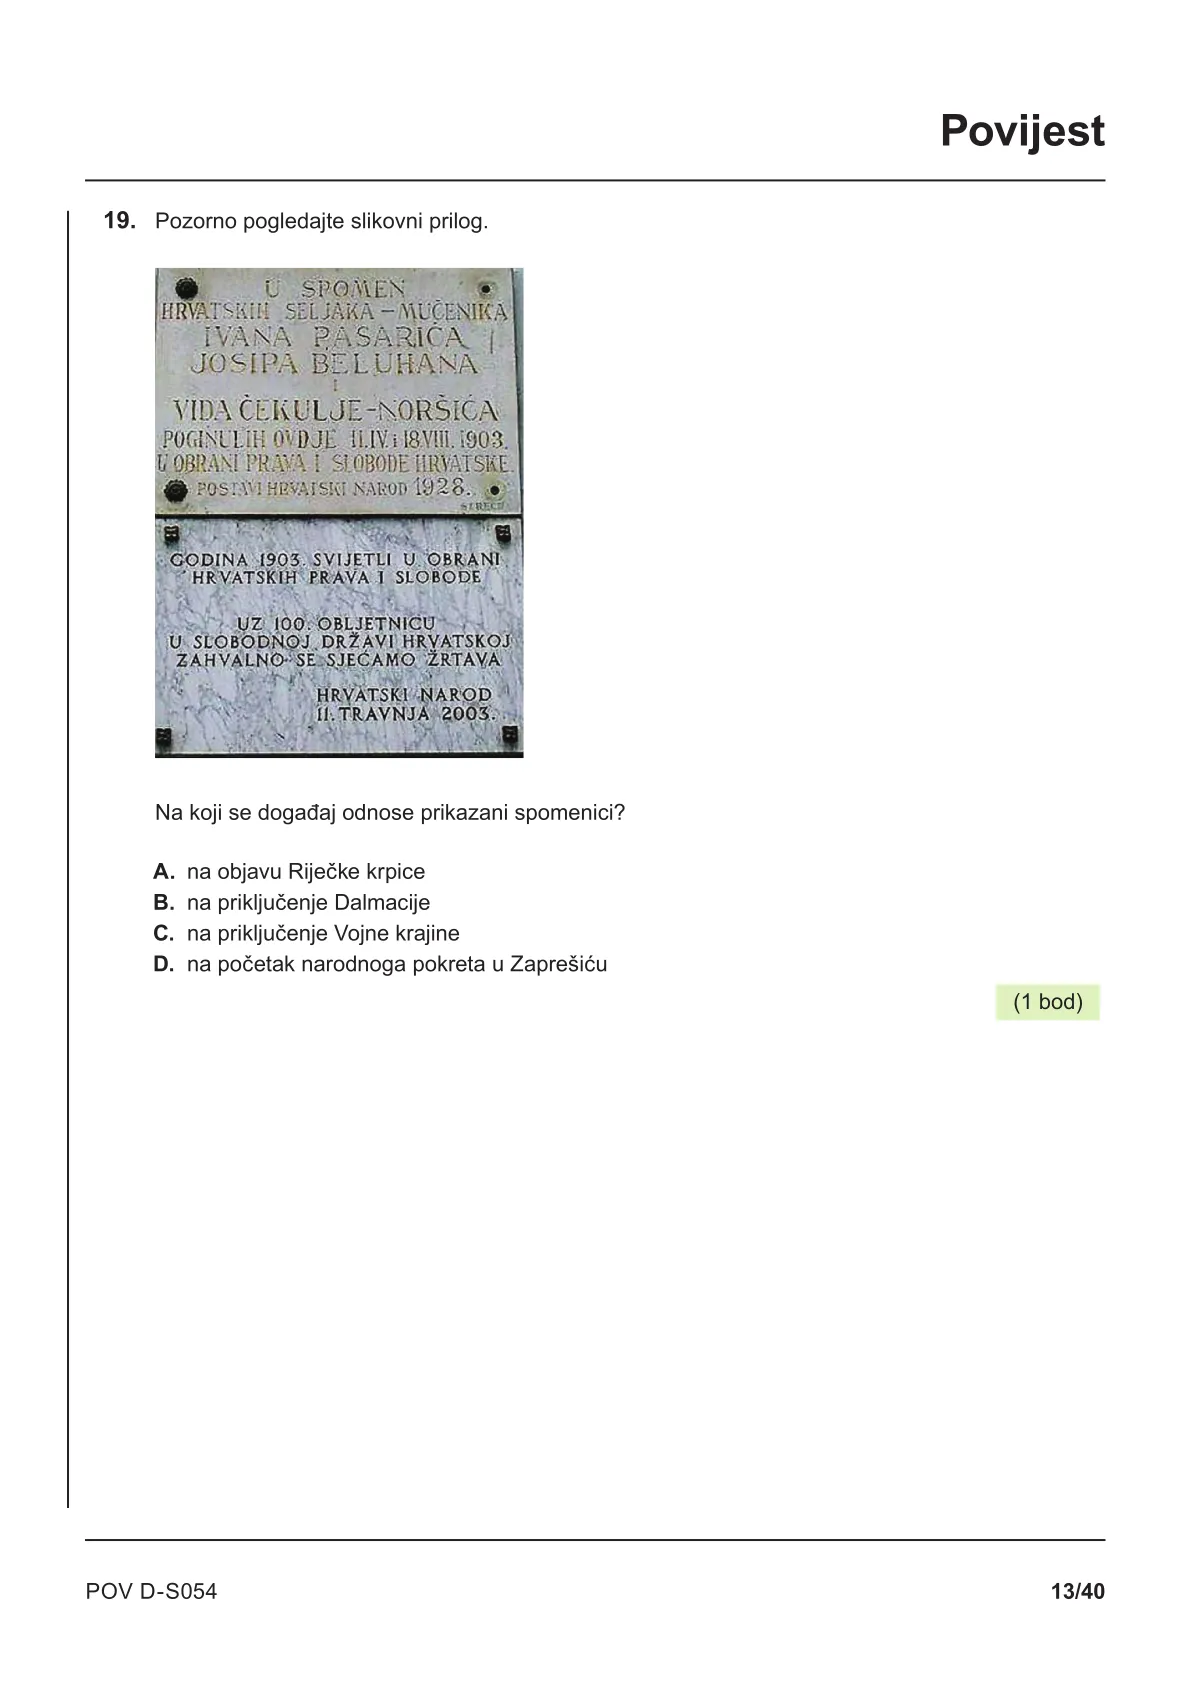 Povijest
19. Pozorno pogledajte slikovni prilog.
U SPOMEN
HRVATSKIH SELJAKA – MUČENIKA
IVANA PASARIĆA
JOSIPA BELUHANA
I
VIDA ČEKULJE-NORŠIĆA
POGINULIH OVDJE 11.IV. i 18.VIII. 1903.
U OBRANI PRAVA I SLOBODE HRVATSKE.
POSTAVI HRVATSKI NAROD 1928.
GODINA 1903. SVIJETLI U OBRANI
HRVATSKIH PRAVA I SLOBODE
UZ 100. OBLJETNICU
U SLOBODNOJ DRŽAVI HRVATSKOJ
ZAHVALNO SE SJEĆAMO ŽRTAVA
HRVATSKI NAROD
11. TRAVNJA 2003.
Na koji se događaj odnose prikazani spomenici?
A. na objavu Riječke krpice
B. na priključenje Dalmacije
C. na priključenje Vojne krajine
D. na početak narodnoga pokreta u Zaprešiću
(1 bod)
POV D-S054
13/40